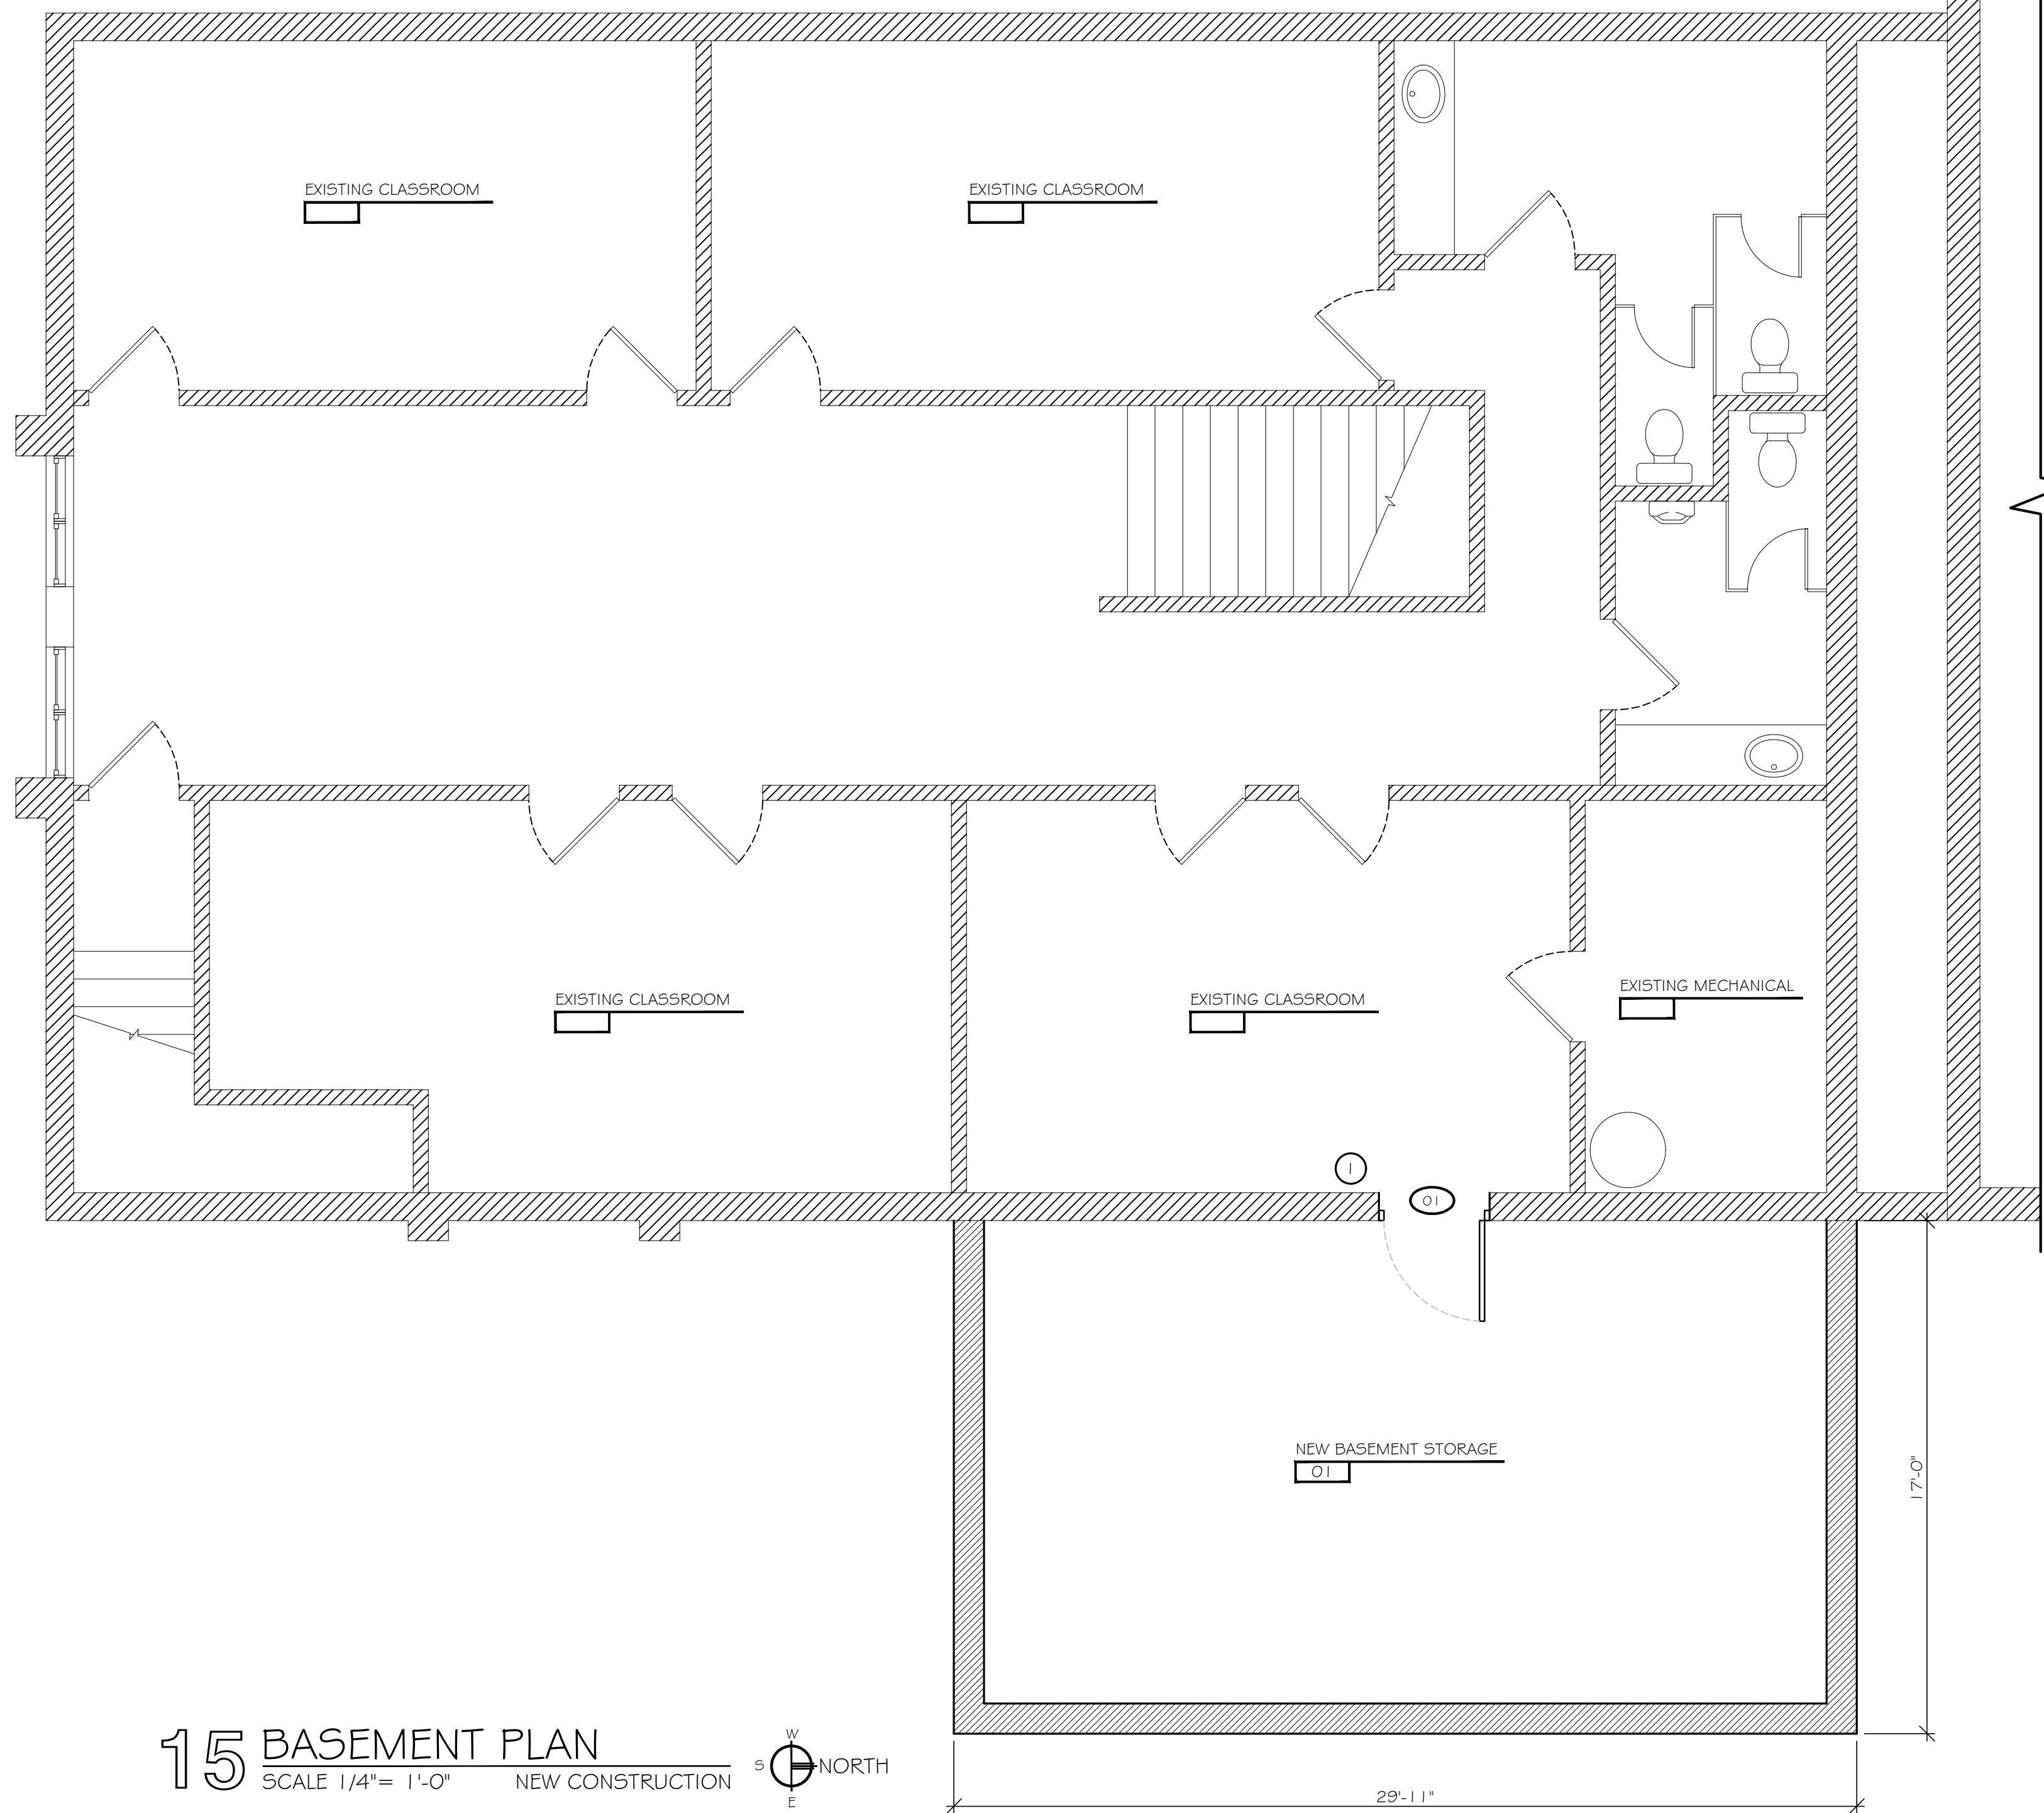 EXISTING CLASSROOM
EXISTING CLASSROOM
EXISTING CLASSROOM
EXISTING CLASSROOM
EXISTING MECHANICAL
1
01
NEW BASEMENT STORAGE
01
17'-0"
29'-11"
15 BASEMENT PLAN
SCALE 1/4"= 1'-0" NEW CONSTRUCTION
W
S NORTH
E